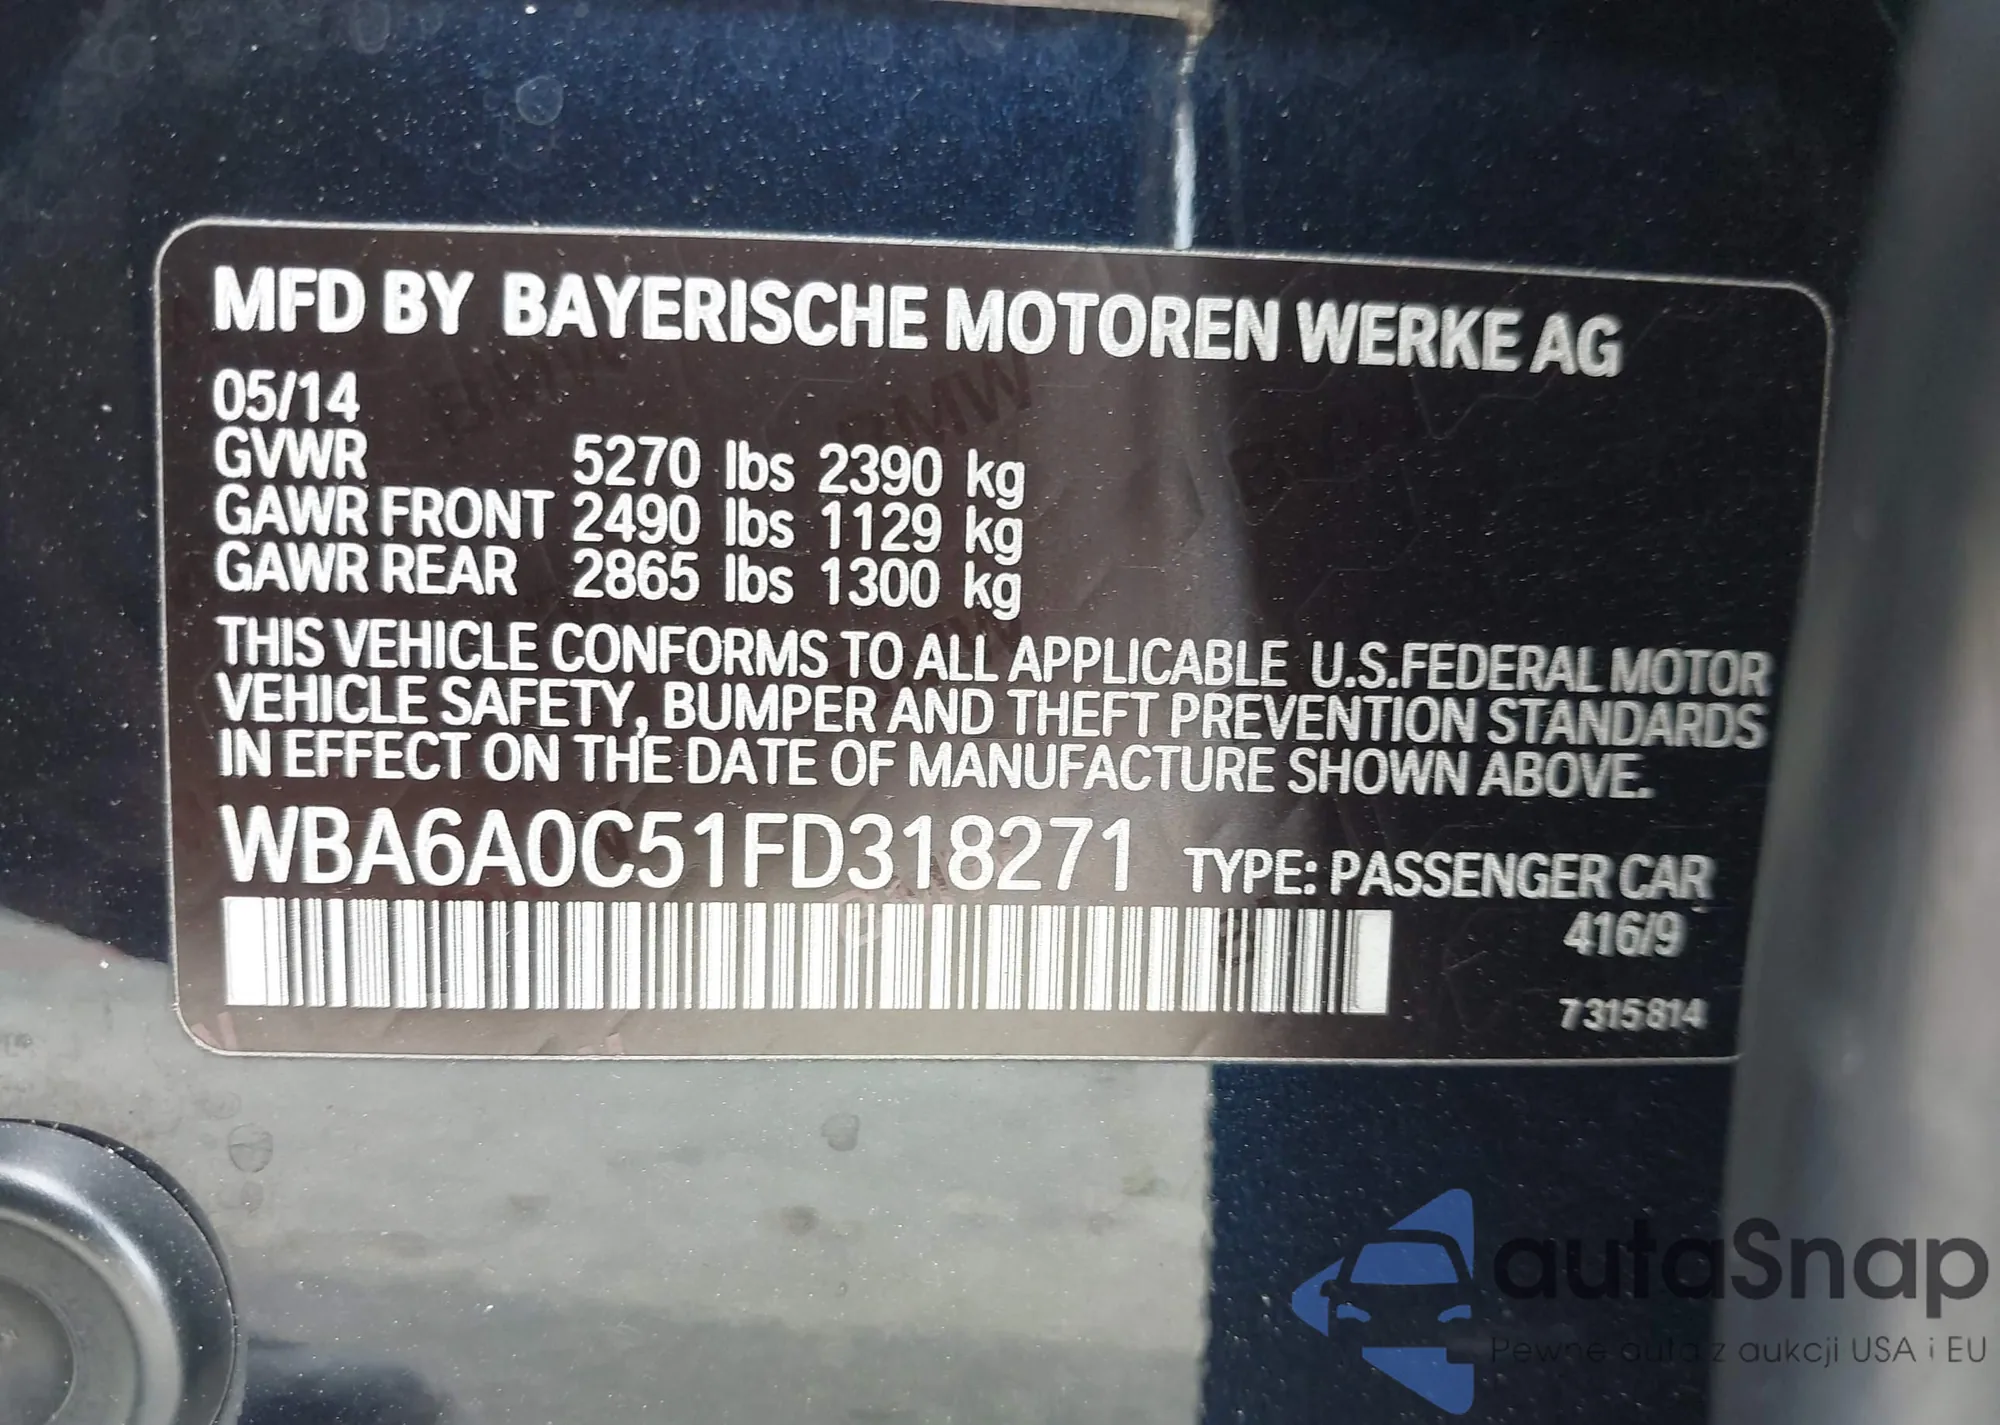 MFD BY BAYERISCHE MOTOREN WERKE AG
05/14
GVWR 5270 lbs 2390 kg
GAWR FRONT 2490 lbs 1129 kg
GAWR REAR 2865 lbs 1300 kg
THIS VEHICLE CONFORMS TO ALL APPLICABLE U.S.FEDERAL MOTOR
VEHICLE SAFETY, BUMPER AND THEFT PREVENTION STANDARDS
IN EFFECT ON THE DATE OF MANUFACTURE SHOWN ABOVE.
WBA6A0C51FD318271 TYPE: PASSENGER CAR
416/9
7315814
autaSnap
Pewne auta z aukcji USA i EU